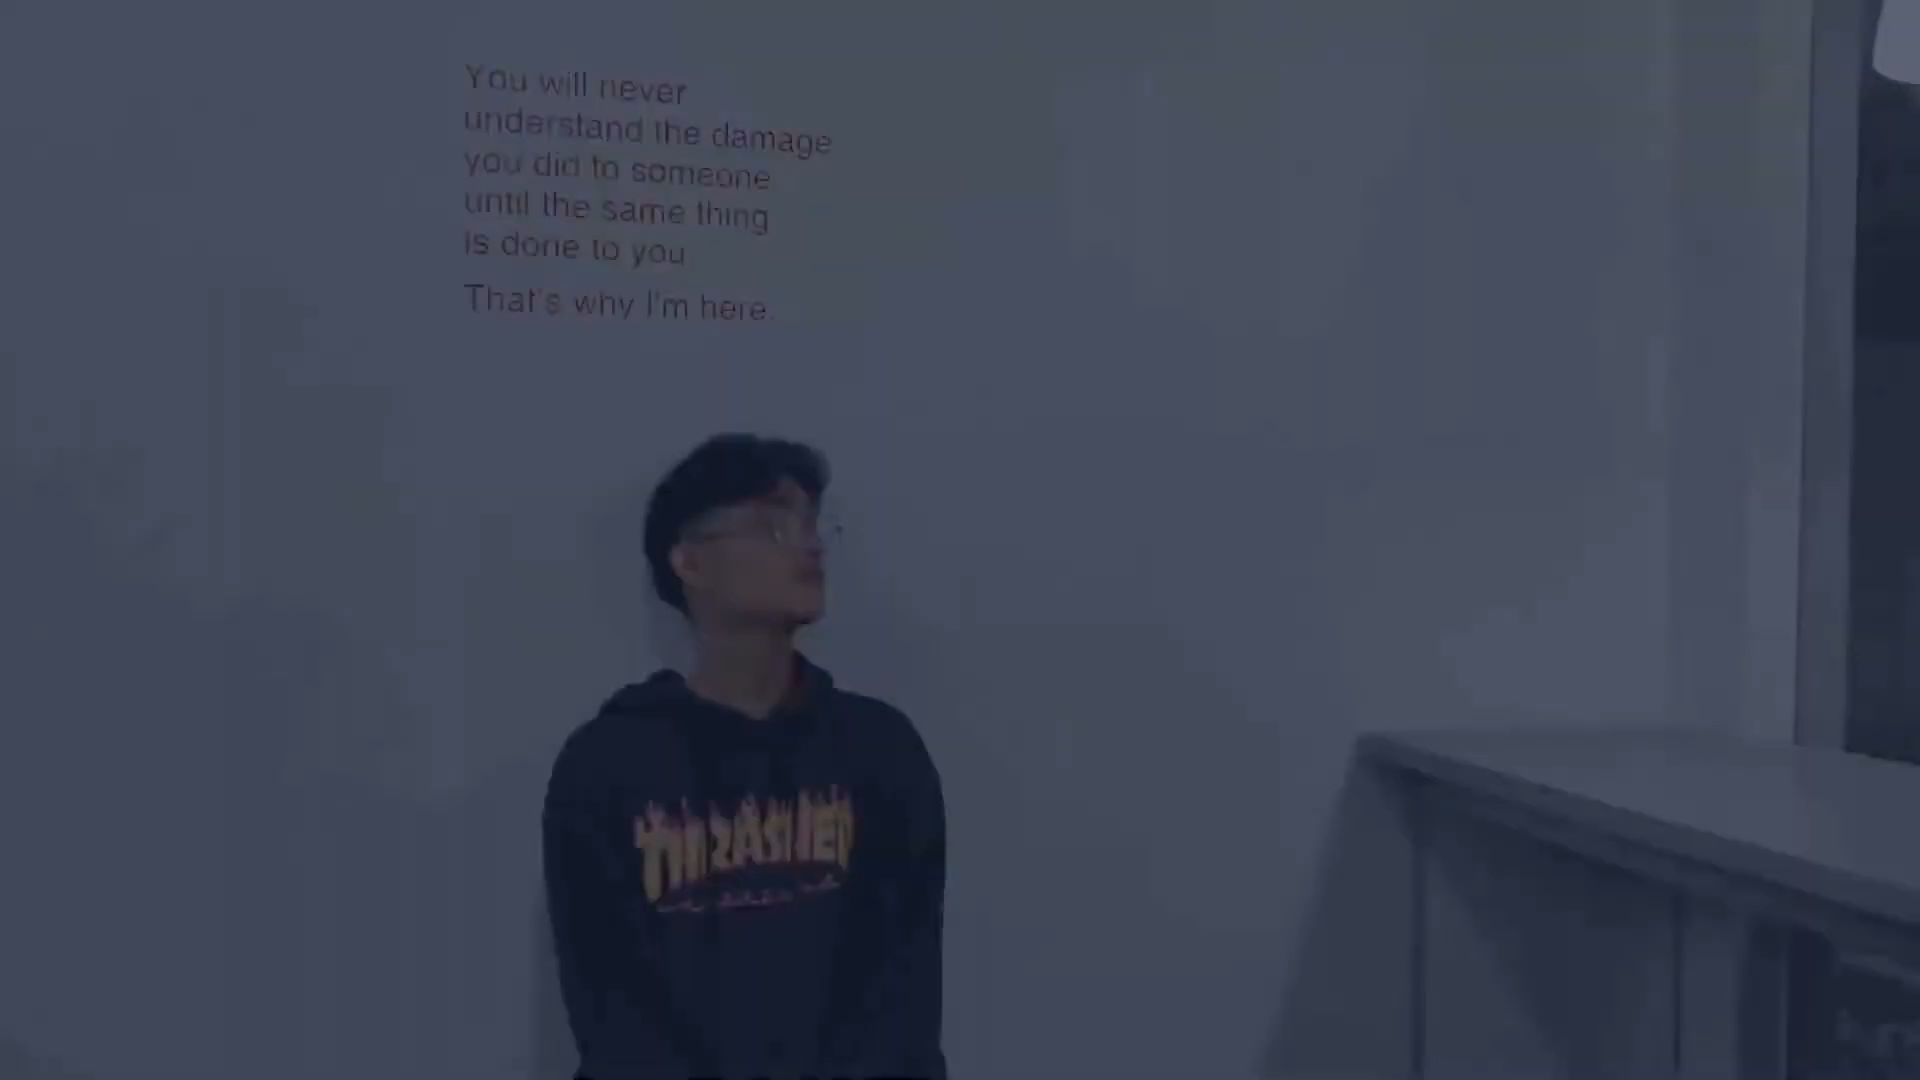 You will never
understand the damage
you did to someone
until the same thing
is done to you
That's why I'm here.
THRASHER